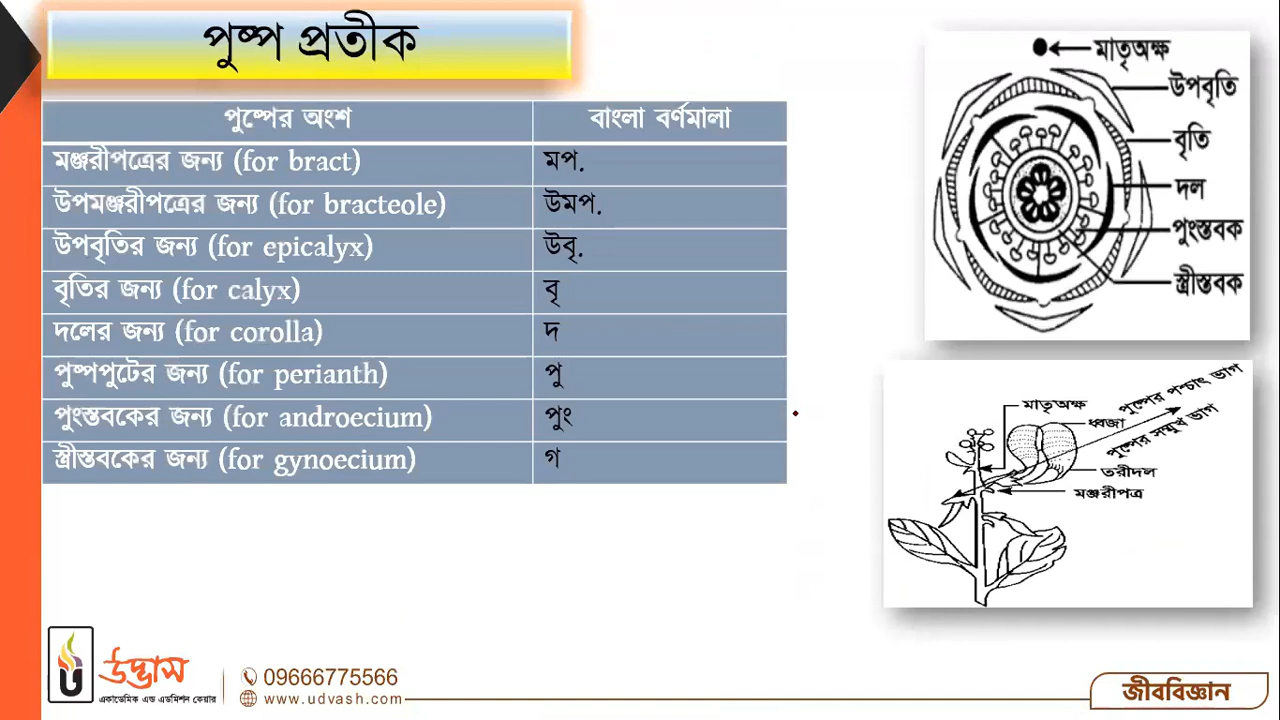 পুষ্প প্রতীক
পুষ্পের অংশ বাংলা বর্ণমালা
মঞ্জরীপত্রের জন্য (for bract) মপ.
উপমঞ্জরীপত্রের জন্য (for bracteole) উমপ.
উপবৃতির জন্য (for epicalyx) উবৃ.
বৃতির জন্য (for calyx) বৃ
দলের জন্য (for corolla) দ
পুষ্পপুটের জন্য (for perianth) পু
পুংস্তবকের জন্য (for androecium) পুং
স্ত্রীস্তবকের জন্য (for gynoecium) গ
মাতৃঅক্ষ
উপবৃতি
বৃতি
দল
পুংস্তবক
স্ত্রীস্তবক
পুষ্পের পশ্চাৎ ভাগ
মাতৃঅক্ষ
ধ্বজা
পুষ্পের সম্মুখ ভাগ
তরীদল
মঞ্জরীপত্র
উদ্ভাস
একাডেমিক এন্ড এডমিশন কেয়ার
09666775566
www.udvash.com
জীববিজ্ঞান